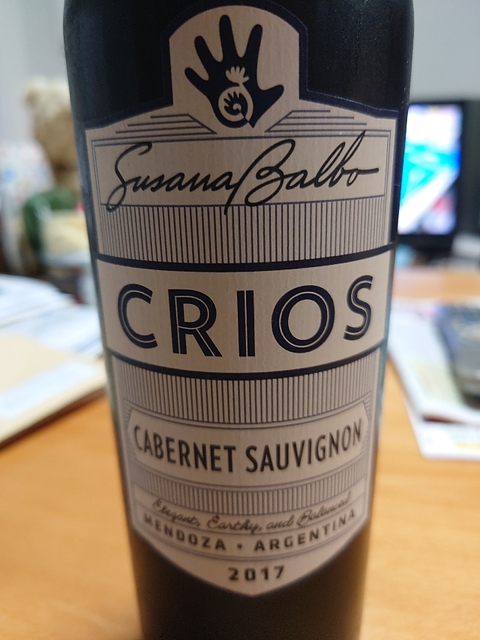 Susana Balbo
CRIOS
CABERNET SAUVIGNON
Elegant, Earthy, and Balanced
MENDOZA • ARGENTINA
2017